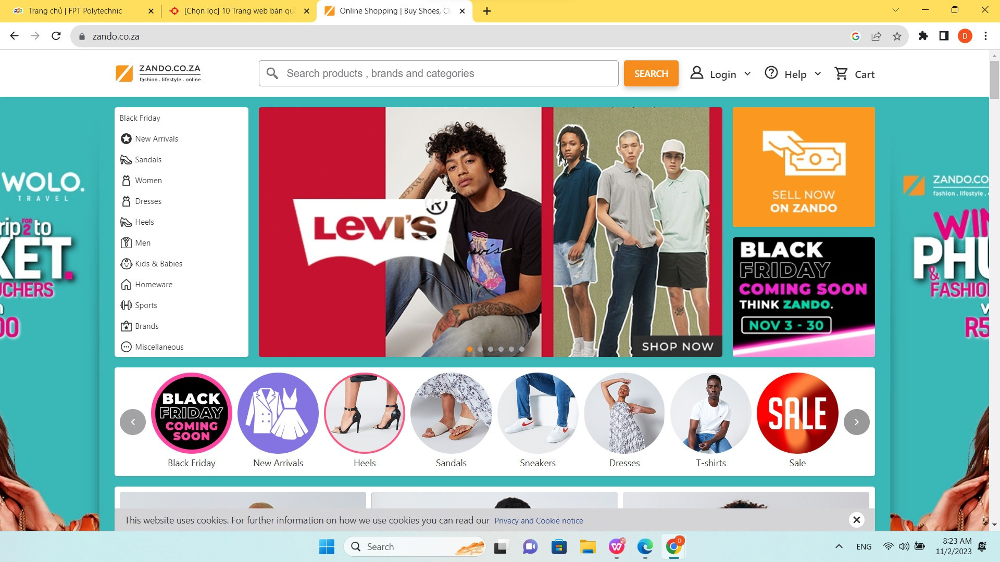 Trang chủ | FPT Polytechnic
[Chọn lọc] 10 Trang web bán qu
Online Shopping | Buy Shoes, Cl
zando.co.za
D
ZANDO.CO.ZA
fashion . lifestyle . online
Search products , brands and categories
SEARCH
Login
Help
Cart
Black Friday
New Arrivals
Sandals
Women
Dresses
Heels
Men
Kids & Babies
Homeware
Sports
Brands
Miscellaneous
LEVI'S
R
SHOP NOW
SELL NOW
ON ZANDO
BLACK
FRIDAY
COMING SOON
THINK ZANDO.
NOV 3 - 30
WOLO.
TRAVEL
rip FOR 2 to
KET.
UCHERS
00
ZANDO.CO
fashion . lifestyle .
WIN
PHU
&
FASHIO
R5
BLACK
FRIDAY
COMING
SOON
SALE
Black Friday
New Arrivals
Heels
Sandals
Sneakers
Dresses
T-shirts
Sale
This website uses cookies. For further information on how we use cookies you can read our Privacy and Cookie notice
Search
D
ENG
8:23 AM
11/2/2023